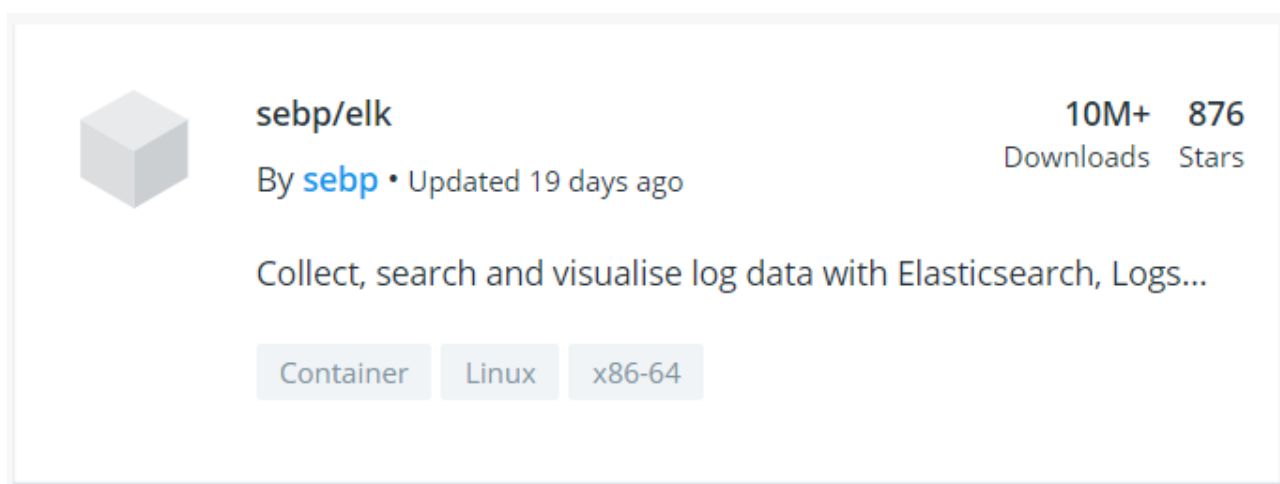 sebp/elk
10M+ 876
Downloads Stars
By sebp • Updated 19 days ago
Collect, search and visualise log data with Elasticsearch, Logs...
Container Linux x86-64